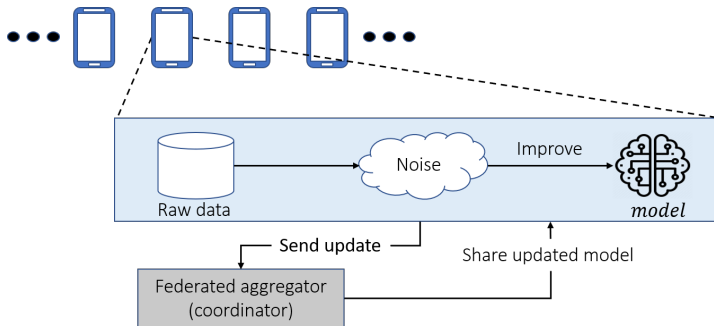 Noise
Improve
Raw data
model
Send update
Share updated model
Federated aggregator
(coordinator)